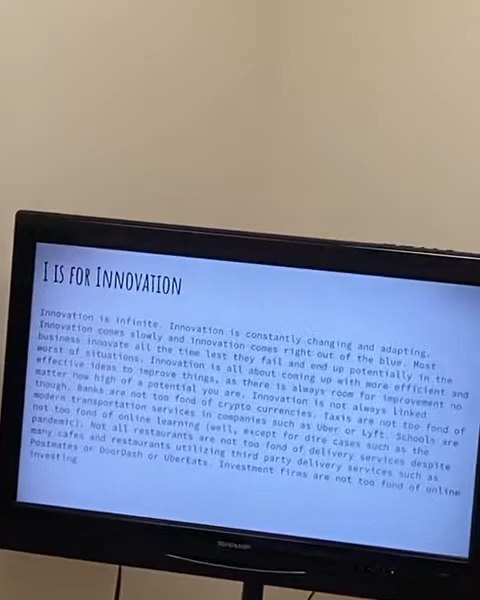 I is for Innovation
Innovation is infinite. Innovation is constantly changing and adapting.
Innovation comes slowly and innovation comes right out of the blue. Most
business innovate all the time lest they fail and end up potentially in the
worst of situations. Innovation is all about coming up with more efficient and
effective ideas to improve things, as there is always room for improvement no
matter how high of a potential you are. Innovation is not always linked
though. Banks are not too fond of crypto currencies. Taxis are not too fond of
modern transportation services in companies such as Uber or Lyft. Schools are
not too fond of online learning (well, except for dire cases such as the
pandemic). Not all restaurants are not too fond of delivery services despite
many cafes and restaurants utilizing third party delivery services such as
Postmates or DoorDash or UberEats. Investment firms are not too fond of online
investing
SHARP